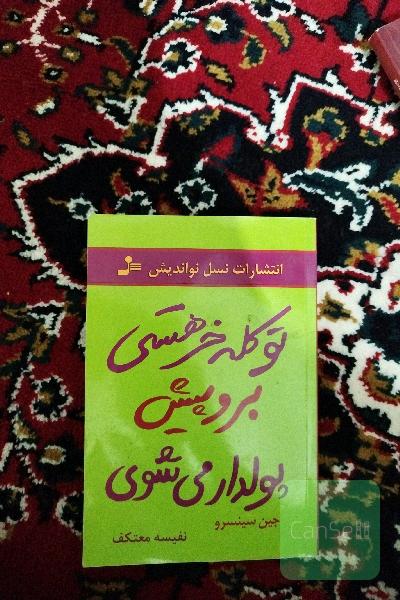 انتشارات نسل نواندیش
تو کله خر هستی
برو پیش
پولدار می شوی
جین سینسرو
نفیسه معتکف
CanSell